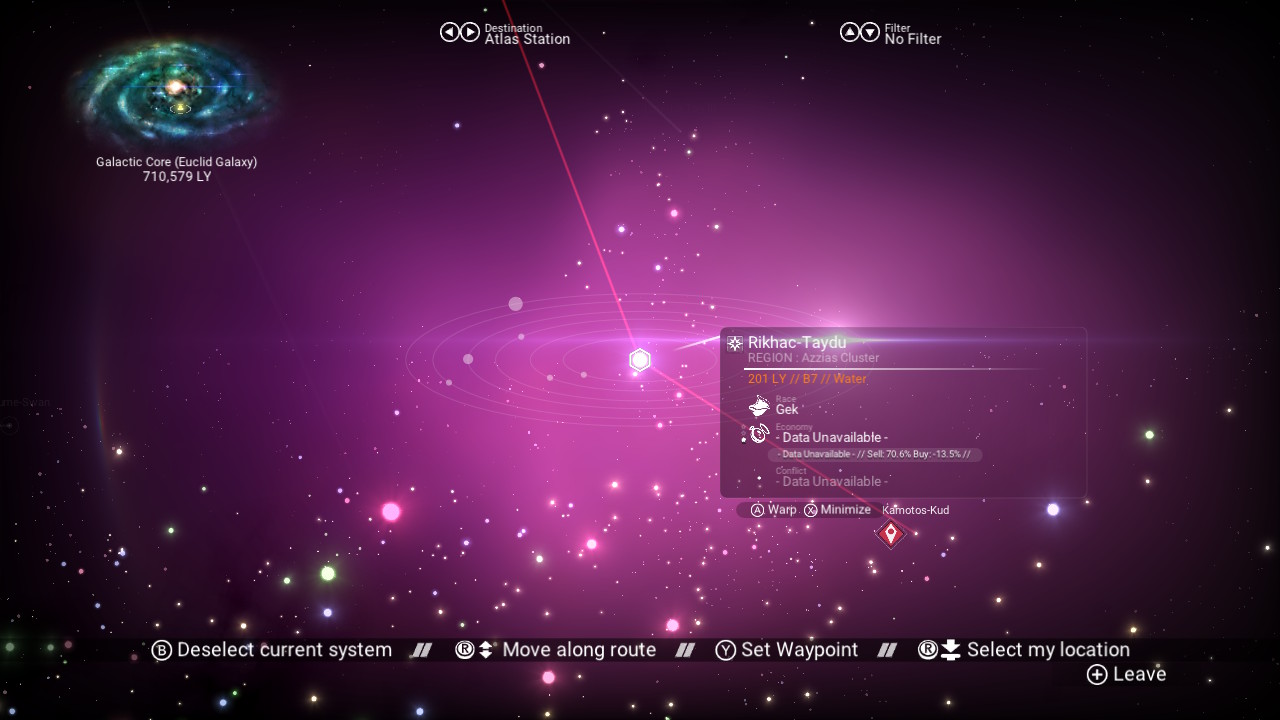 Destination
Atlas Station
Filter
No Filter
Galactic Core (Euclid Galaxy)
710,579 LY
Rikhac-Taydu
REGION : Azzias Cluster
201 LY // B7 // Water
Race
Gek
Economy
- Data Unavailable -
- Data Unavailable - // Sell: 70.6% Buy: -13.5% //
Conflict
- Data Unavailable -
A Warp X Minimize Kamotos-Kud
B Deselect current system // R Move along route // Y Set Waypoint // R Select my location
+ Leave